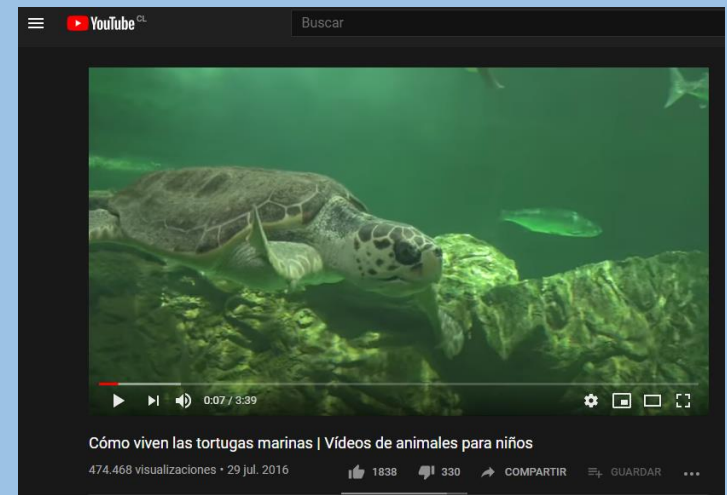 YouTube CL
Buscar
0:07 / 3:39
Cómo viven las tortugas marinas | Vídeos de animales para niños
474.468 visualizaciones • 29 jul. 2016
1838 330 COMPARTIR GUARDAR